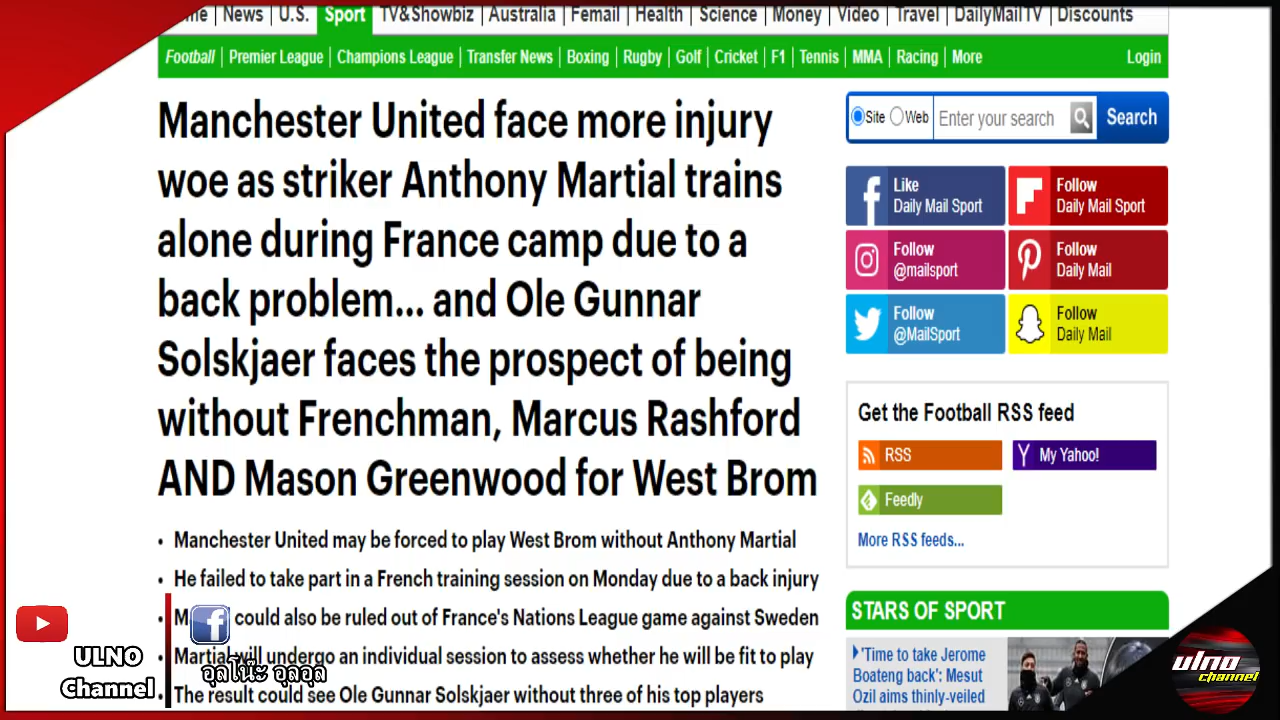 News U.S. Sport TV&Showbiz Australia Femail Health Science Money Video Travel DailyMailTV Discounts
Football Premier League Champions League Transfer News Boxing Rugby Golf Cricket F1 Tennis MMA Racing More Login
Manchester United face more injury
woe as striker Anthony Martial trains
alone during France camp due to a
back problem... and Ole Gunnar
Solskjaer faces the prospect of being
without Frenchman, Marcus Rashford
AND Mason Greenwood for West Brom
• Manchester United may be forced to play West Brom without Anthony Martial
• He failed to take part in a French training session on Monday due to a back injury
• could also be ruled out of France's Nations League game against Sweden
• Martial will undergo an individual session to assess whether he will be fit to play
• The result could see Ole Gunnar Solskjaer without three of his top players
Site Web Enter your search Search
Like
Daily Mail Sport
Follow
Daily Mail Sport
Follow
@mailsport
Follow
Daily Mail
Follow
@MailSport
Follow
Daily Mail
Get the Football RSS feed
RSS My Yahoo!
Feedly
More RSS feeds...
STARS OF SPORT
'Time to take Jerome
Boateng back': Mesut
Ozil aims thinly-veiled
ULNO
Channel
อุลโน๊ะ อุลอุล
ulno
channel